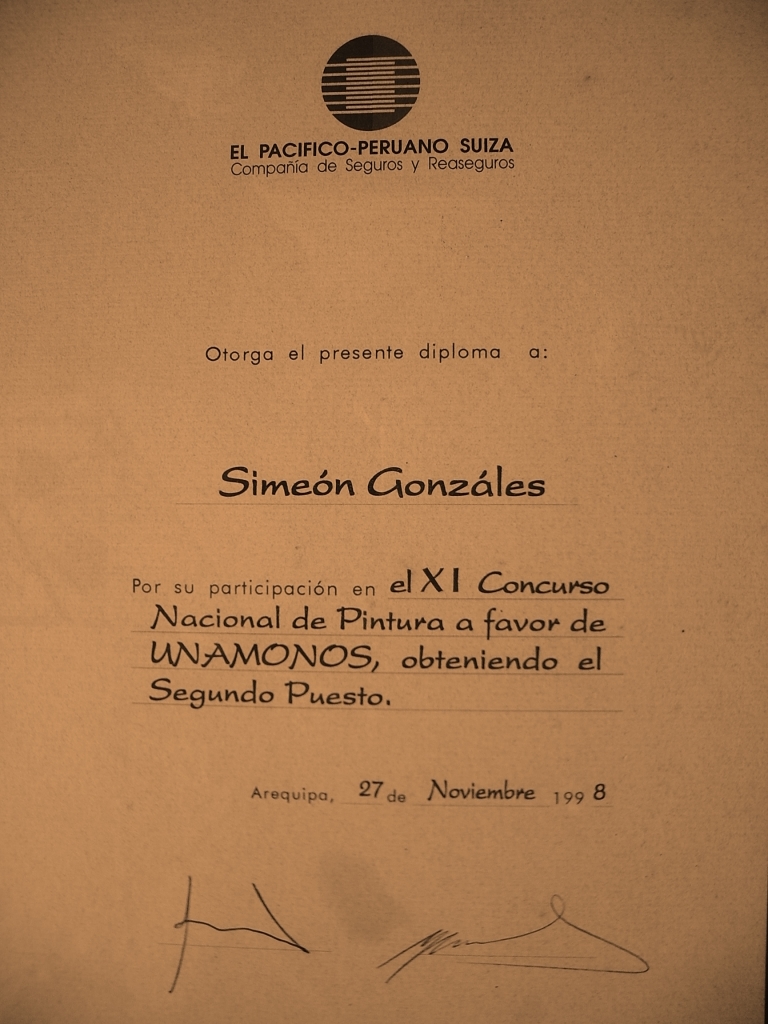 EL PACIFICO-PERUANO SUIZA
Compañía de Seguros y Reaseguros
Otorga el presente diploma a:
Simeón Gonzáles
Por su participación en el XI Concurso
Nacional de Pintura a favor de
UNAMONOS, obteniendo el
Segundo Puesto.
Arequipa, 27 de Noviembre 1998